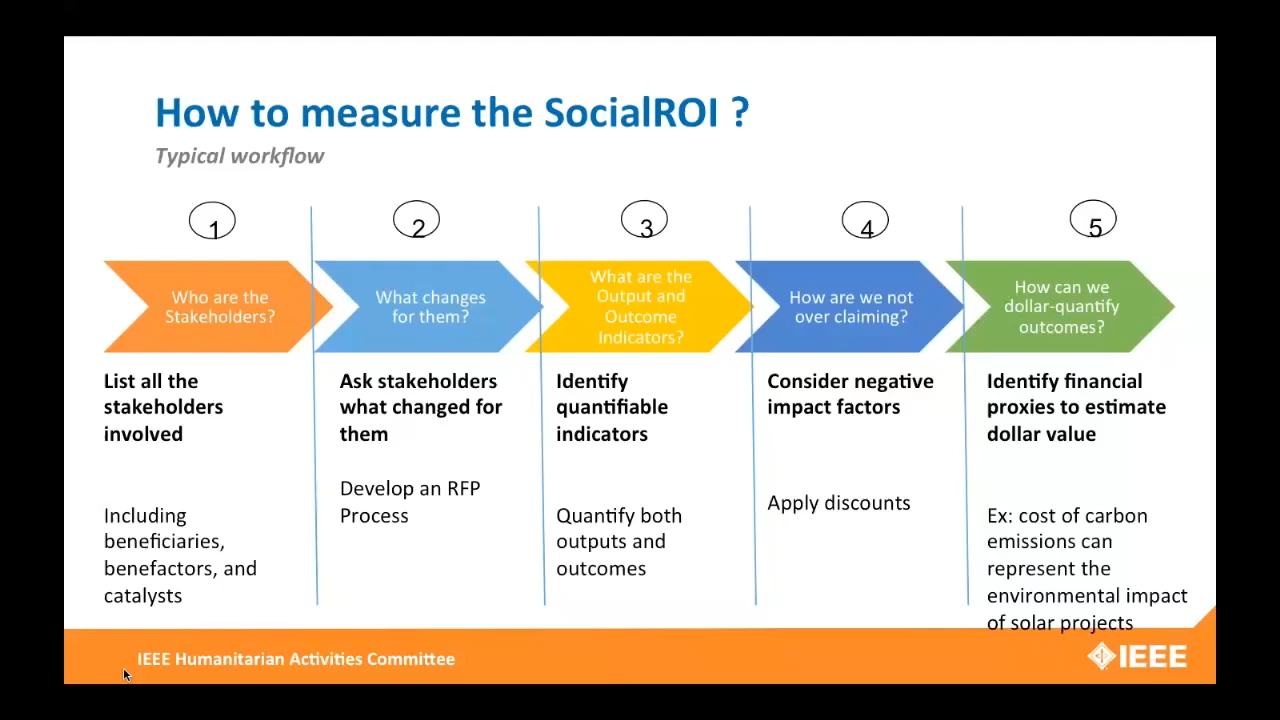 How to measure the SocialROI ?
Typical workflow
1
2
3
4
5
Who are the
Stakeholders?
What changes
for them?
What are the
Output and
Outcome
Indicators?
How are we not
over claiming?
How can we
dollar-quantify
outcomes?
List all the
stakeholders
involved
Including
beneficiaries,
benefactors, and
catalysts
Ask stakeholders
what changed for
them
Develop an RFP
Process
Identify
quantifiable
indicators
Quantify both
outputs and
outcomes
Consider negative
impact factors
Apply discounts
Identify financial
proxies to estimate
dollar value
Ex: cost of carbon
emissions can
represent the
environmental impact
of solar projects
IEEE Humanitarian Activities Committee
IEEE